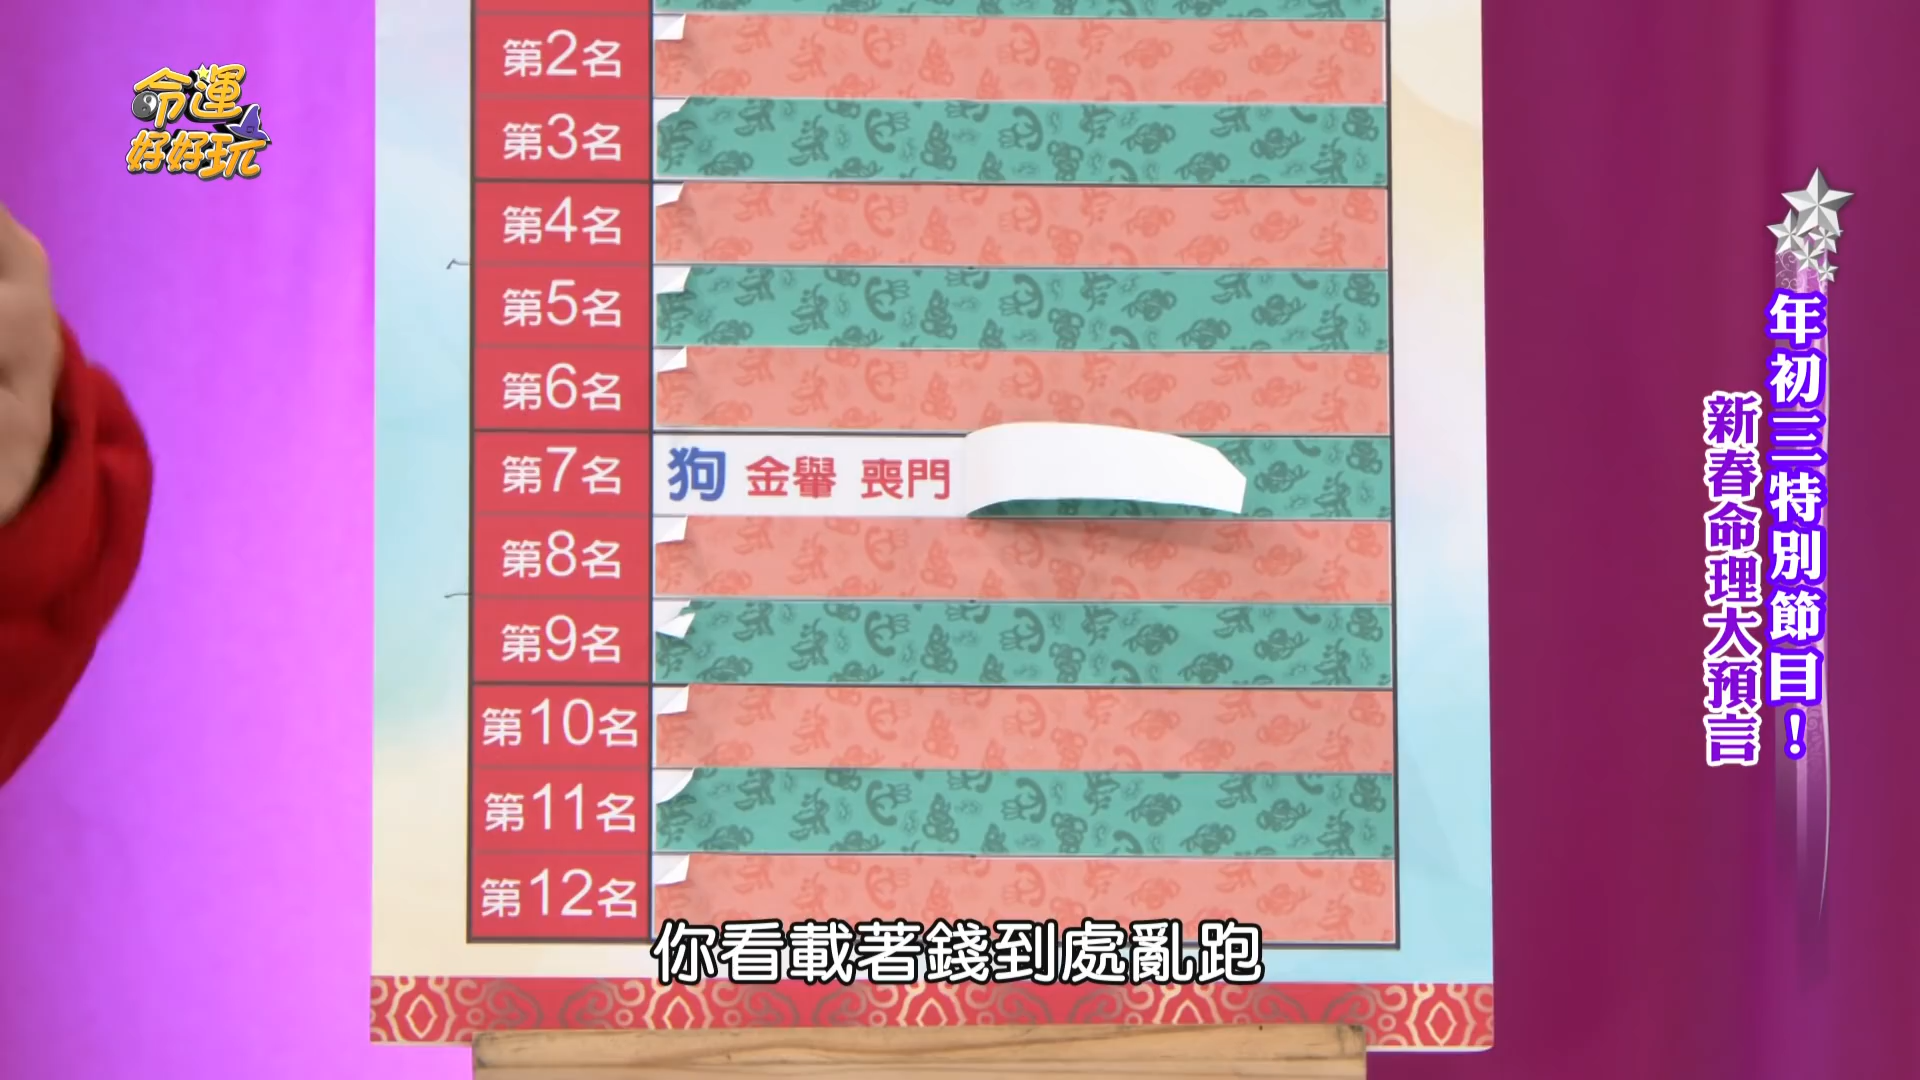 命運
好好玩
第2名
第3名
第4名
第5名
第6名
第7名 狗 金轝 喪門
第8名
第9名
第10名
第11名
第12名
年初三特別節目！
新春命理大預言
你看載著錢到處亂跑